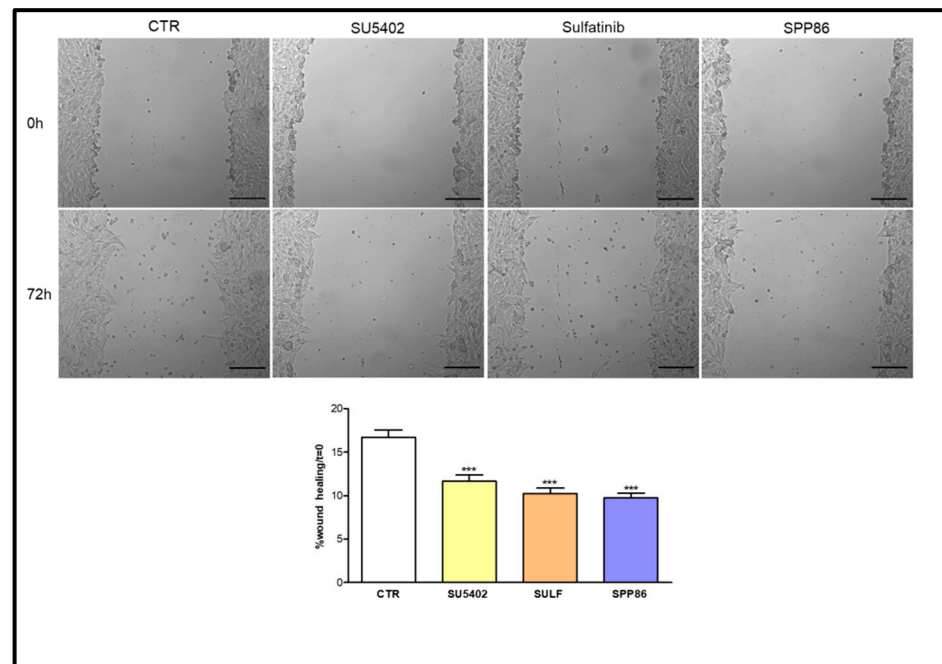 CTR SU5402 Sulfatinib SPP86
0h
72h
%wound healing/t=0
20
15
10
5
0
*** *** ***
CTR SU5402 SULF SPP86